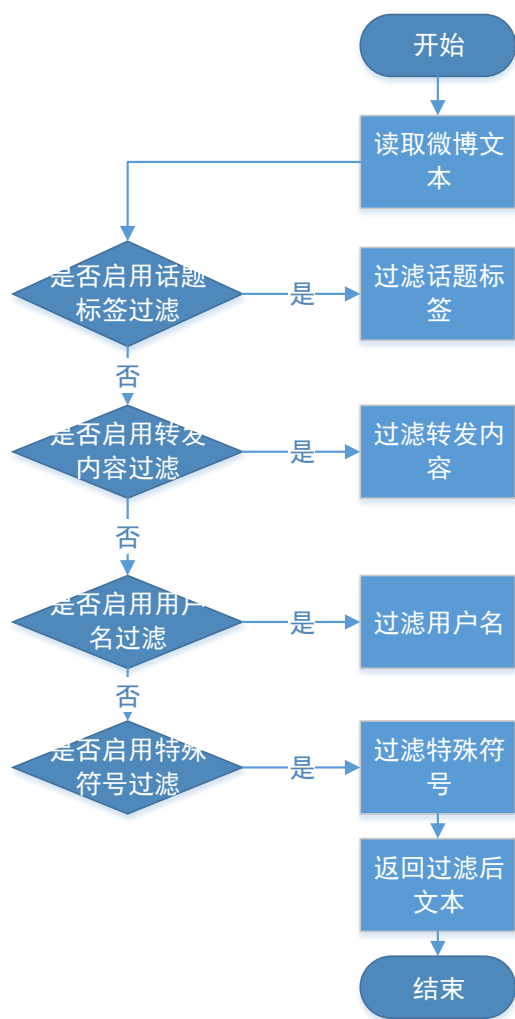 开始
读取微博文
本
是否启用话题
标签过滤
是
过滤话题标
签
否
是否启用转发
内容过滤
是
过滤转发内
容
否
是否启用用户
名过滤
是
过滤用户名
否
是否启用特殊
符号过滤
是
过滤特殊符
号
返回过滤后
文本
结束